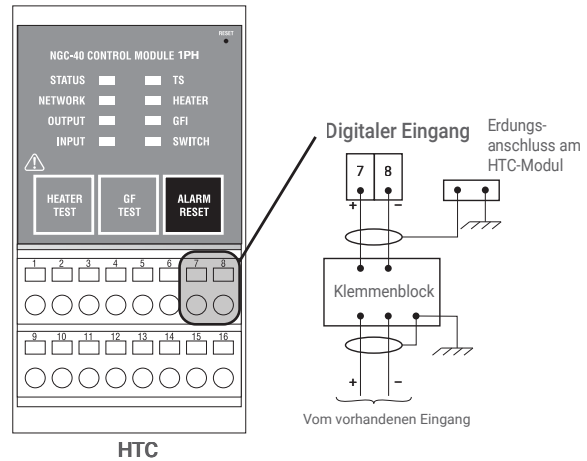 RESET
NGC-40 CONTROL MODULE 1PH
STATUS TS
NETWORK HEATER
OUTPUT GFI
INPUT SWITCH
HEATER TEST
GF TEST
ALARM RESET
1 2 3 4 5 6 7 8
9 10 11 12 13 14 15 16
HTC
Digitaler Eingang
Erdungs-
anschluss am
HTC-Modul
7 8
+ –
Klemmenblock
+ –
Vom vorhandenen Eingang